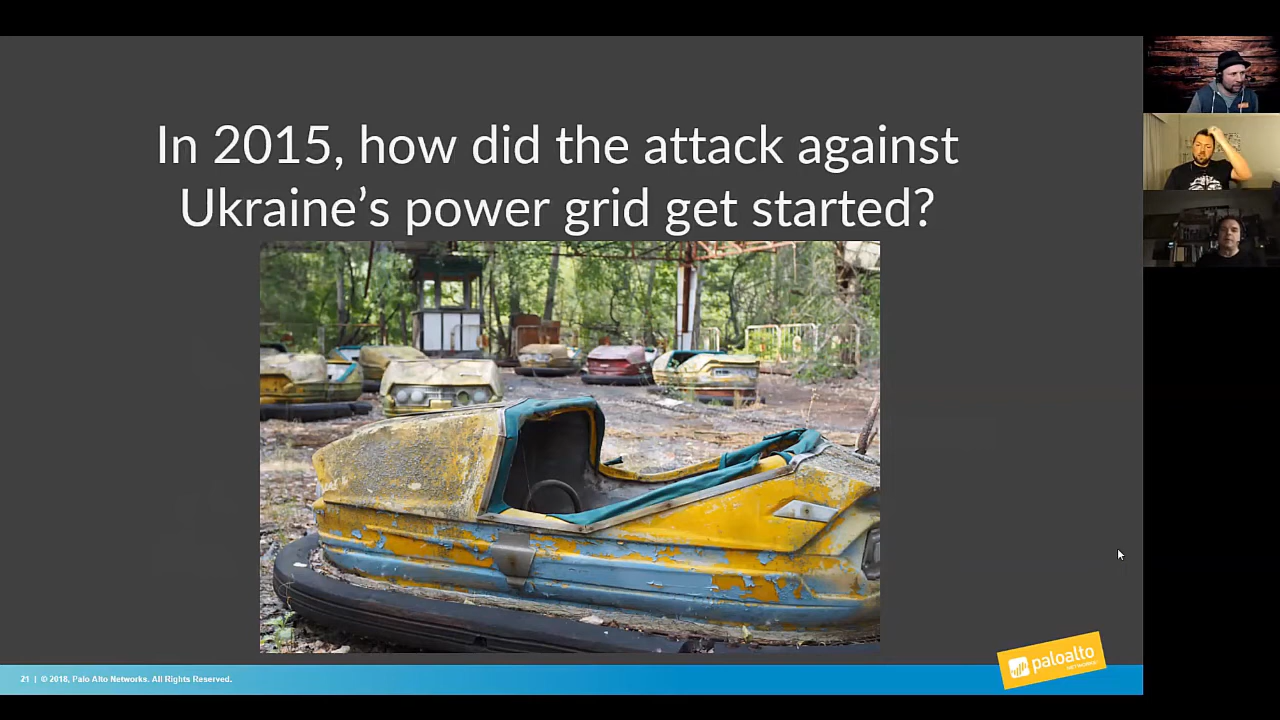 In 2015, how did the attack against
Ukraine’s power grid get started?
21 | © 2018, Palo Alto Networks. All Rights Reserved.
paloalto
NETWORKS